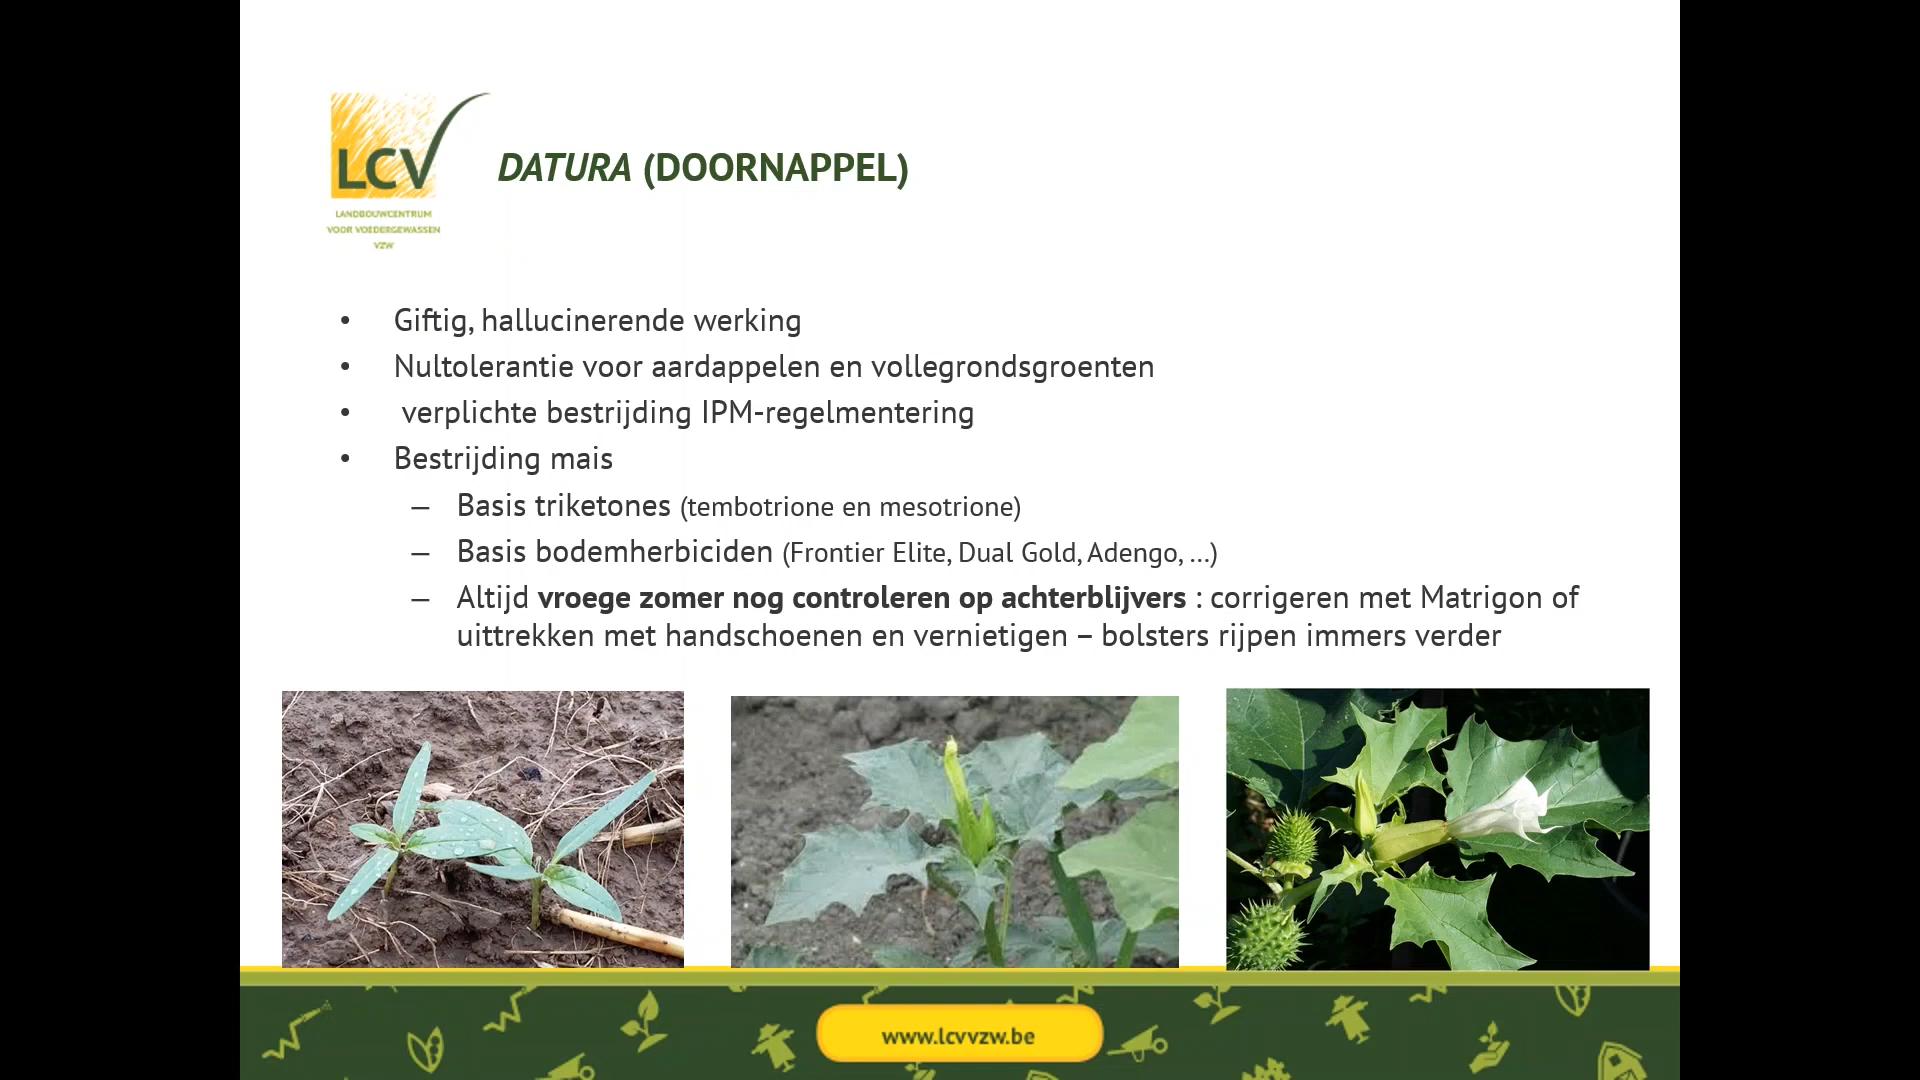 LCV
LANDBOUWCENTRUM
VOOR VOEDERGEWASSEN
VZW
DATURA (DOORNAPPEL)
• Giftig, hallucinerende werking
• Nultolerantie voor aardappelen en vollegrondsgroenten
• verplichte bestrijding IPM-regelmentering
• Bestrijding mais
– Basis triketones (tembotrione en mesotrione)
– Basis bodemherbiciden (Frontier Elite, Dual Gold, Adengo, ...)
– Altijd vroege zomer nog controleren op achterblijvers : corrigeren met Matrigon of
uittrekken met handschoenen en vernietigen – bolsters rijpen immers verder
www.lcvvzw.be